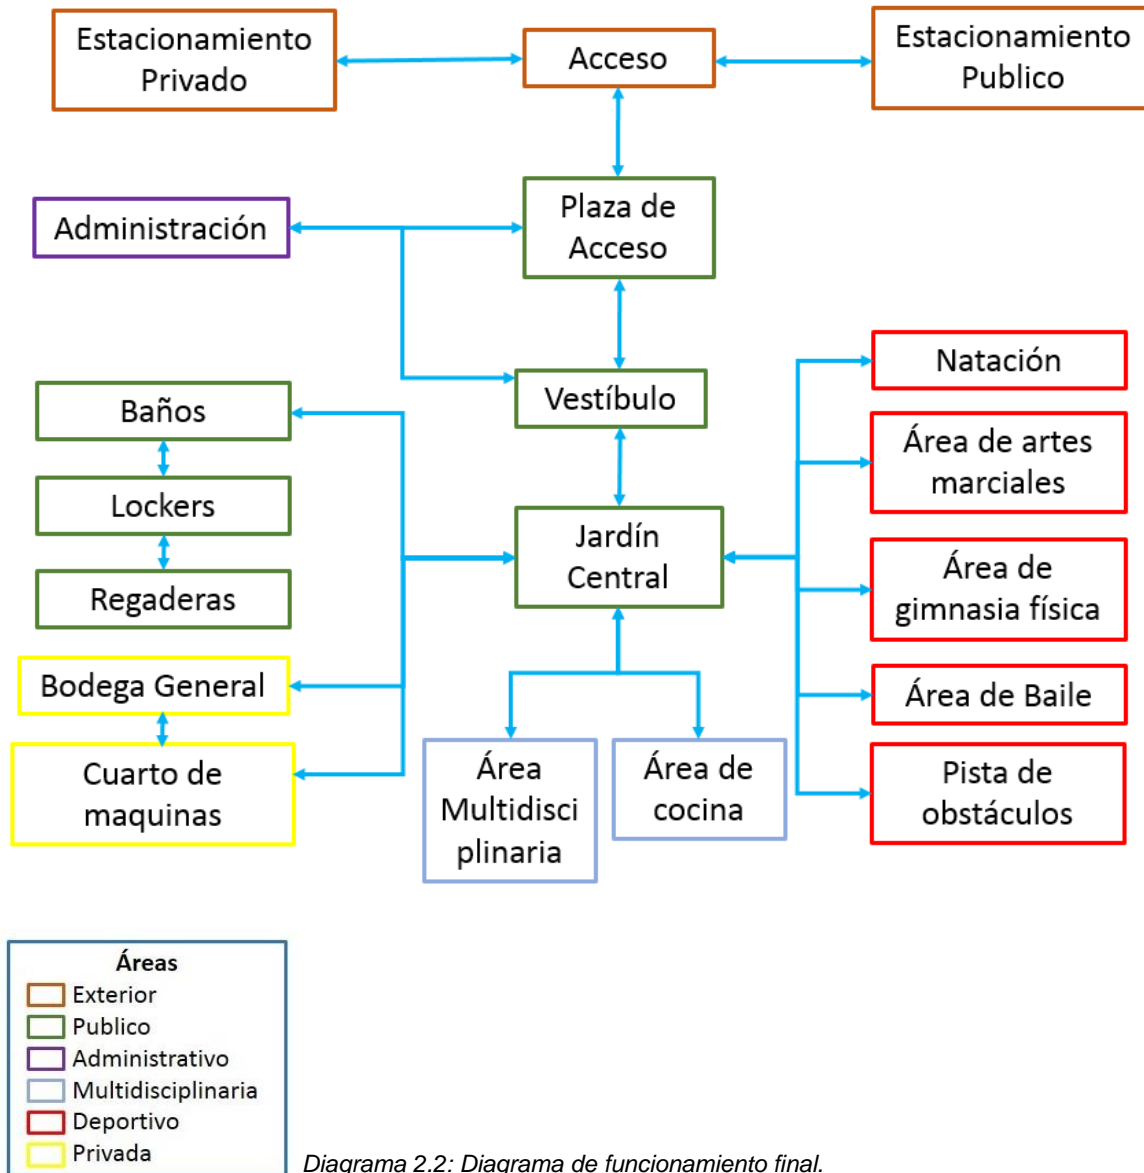 Estacionamiento
Privado
Acceso
Estacionamiento
Publico
Administración
Plaza de
Acceso
Vestíbulo
Baños
Lockers
Regaderas
Jardín
Central
Natación
Área de artes
marciales
Área de
gimnasia física
Área de Baile
Pista de
obstáculos
Bodega General
Cuarto de
maquinas
Área
Multidisci
plinaria
Área de
cocina
Áreas
Exterior
Publico
Administrativo
Multidisciplinaria
Deportivo
Privada
Diagrama 2.2: Diagrama de funcionamiento final.